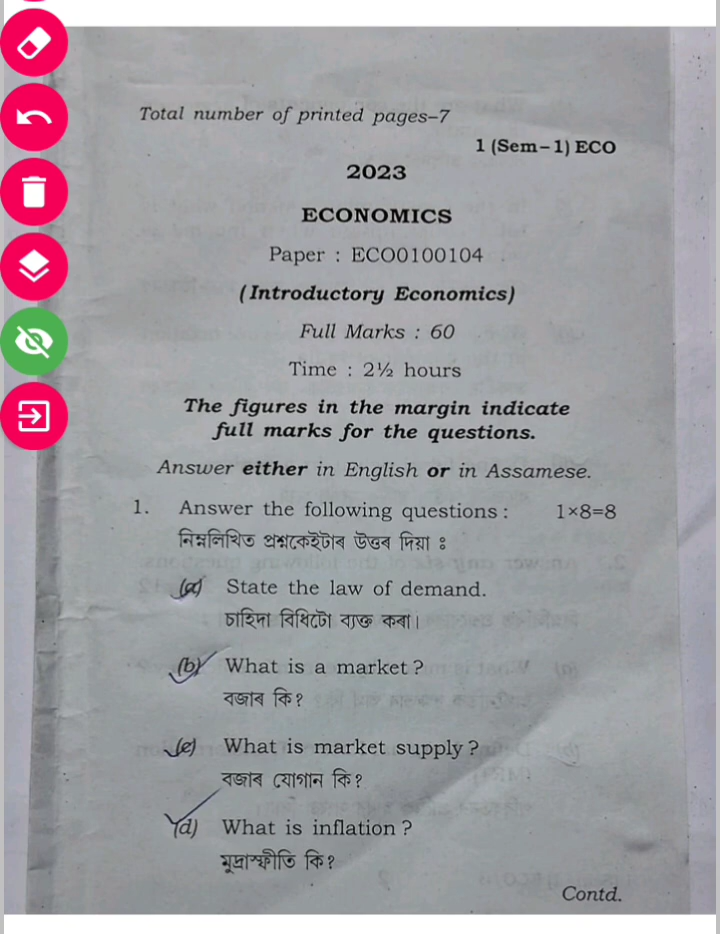 Total number of printed pages–7
1 (Sem–1) ECO
2023
ECONOMICS
Paper : ECO0100104
(Introductory Economics)
Full Marks : 60
Time : 2½ hours
The figures in the margin indicate
full marks for the questions.
Answer either in English or in Assamese.
1. Answer the following questions : 1×8=8
নিম্নলিখিত প্ৰশ্নকেইটাৰ উত্তৰ দিয়া ঃ
(a) State the law of demand.
চাহিদা বিধিটো ব্যক্ত কৰা।
(b) What is a market ?
বজাৰ কি ?
(c) What is market supply ?
বজাৰ যোগান কি ?
(d) What is inflation ?
মুদ্ৰাস্ফীতি কি ?
Contd.